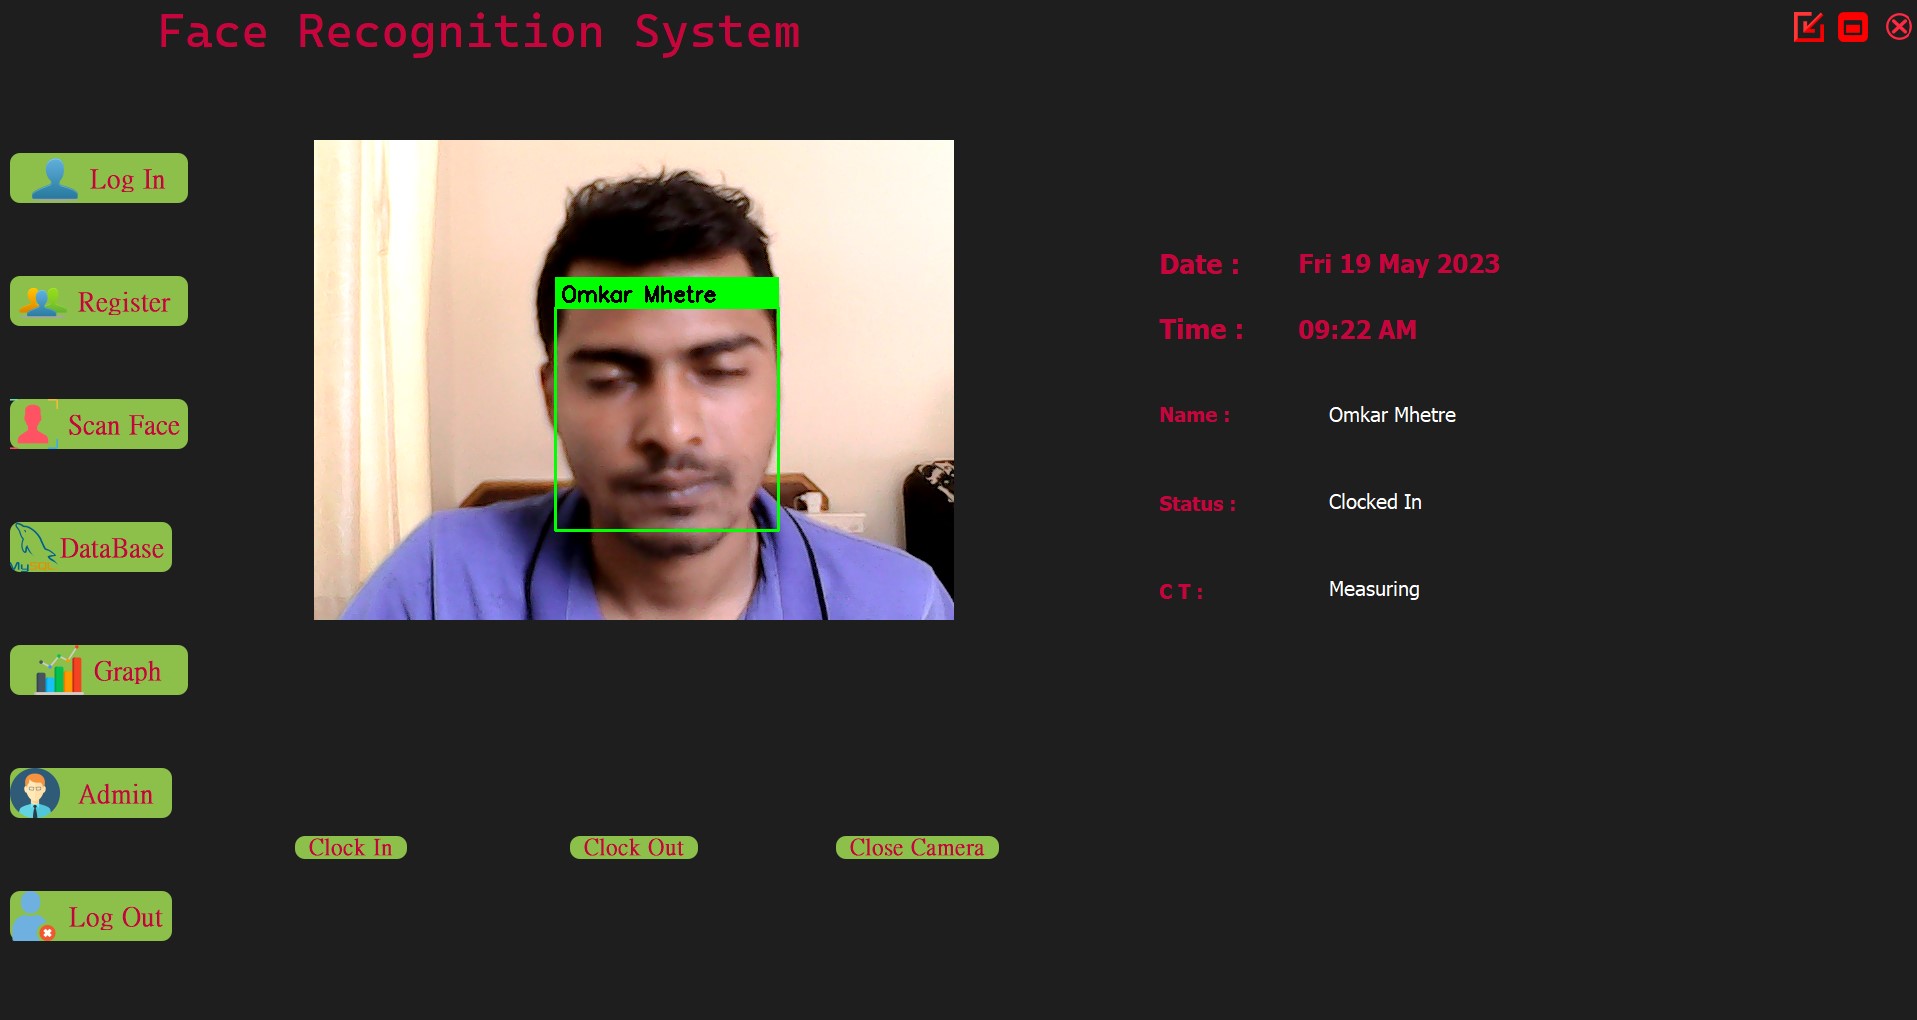 Face Recognition System
Log In
Register
Scan Face
DataBase
MySQL
Graph
Admin
Log Out
Omkar Mhetre
Clock In
Clock Out
Close Camera
Date : Fri 19 May 2023
Time : 09:22 AM
Name : Omkar Mhetre
Status : Clocked In
C T : Measuring